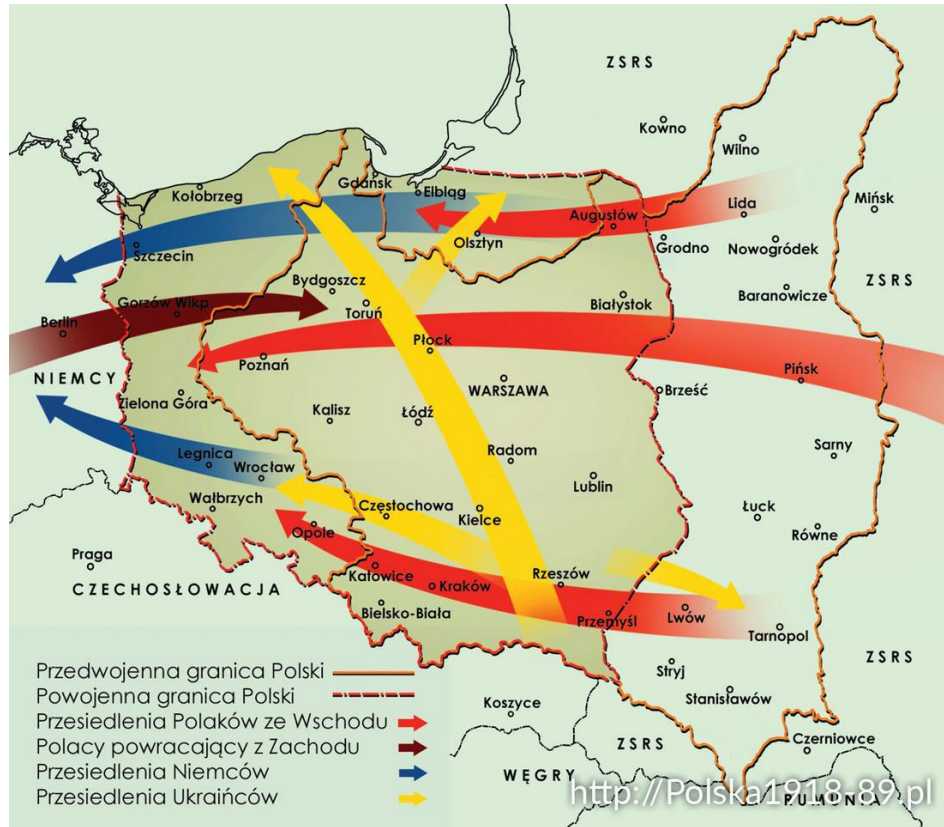 ZSRS
Kowno
Wilno
Gdańsk
Elbląg
Kołobrzeg
Lida
Mińsk
Augustów
Olsztyn
Grodno
Nowogródek
Szczecin
ZSRS
Bydgoszcz
Baranowicze
Gorzów Wlkp.
Toruń
Białystok
Berlin
Płock
Poznań
Pińsk
NIEMCY
WARSZAWA
Brześć
Zielona Góra
Kalisz
Łódź
Sarny
Radom
Legnica
Wrocław
Lublin
Wałbrzych
Częstochowa
Kielce
Łuck
Równe
Opole
Praga
Katowice
Rzeszów
CZECHOSŁOWACJA
Kraków
Bielsko-Biała
Przemyśl
Lwów
Tarnopol
ZSRS
Przedwojenna granica Polski
Stryj
Powojenna granica Polski
Stanisławów
Koszyce
Przesiedlenia Polaków ze Wschodu
ZSRS
Czerniowce
Polacy powracający z Zachodu
WĘGRY
Przesiedlenia Niemców
RUMUNIA
Przesiedlenia Ukraińców
http://Polska1918-89.pl